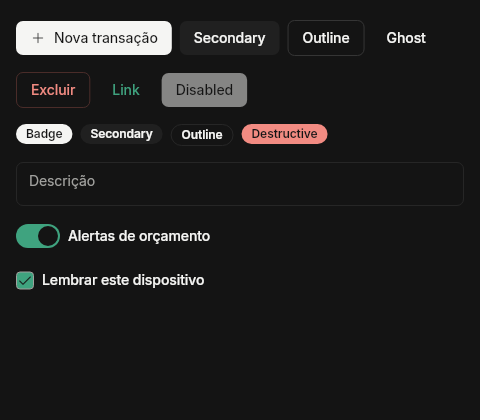 Nova transação Secondary Outline Ghost
Excluir Link Disabled
Badge Secondary Outline Destructive
Descrição
Alertas de orçamento
Lembrar este dispositivo